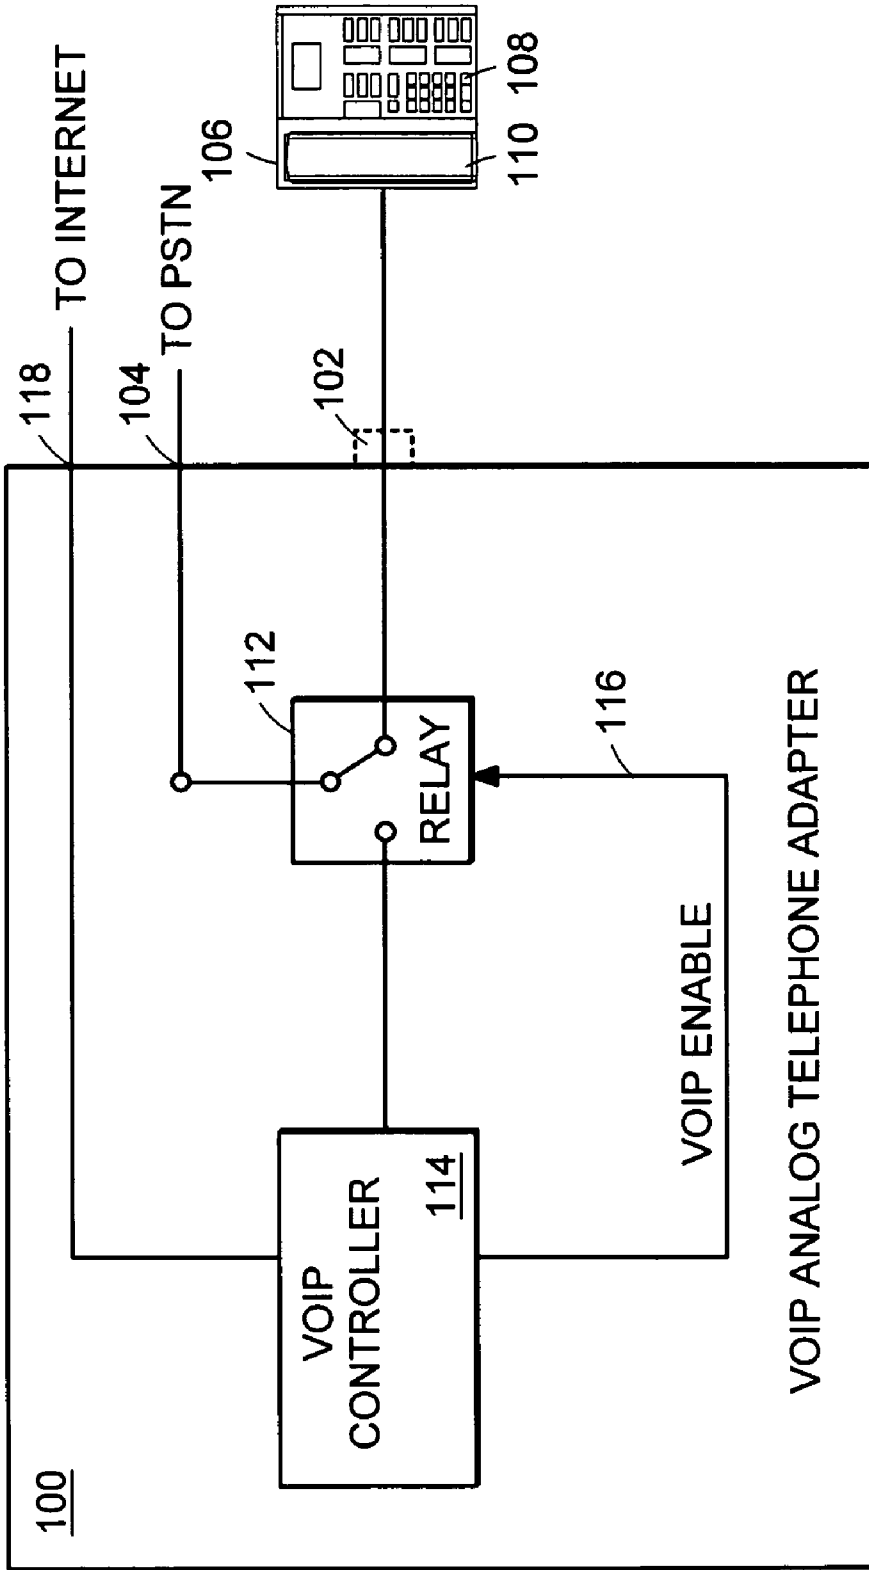 100
VOIP
CONTROLLER
114
VOIP ENABLE
116
VOIP ANALOG TELEPHONE ADAPTER
112
RELAY
118
TO INTERNET
104
TO PSTN
102
106
110
108